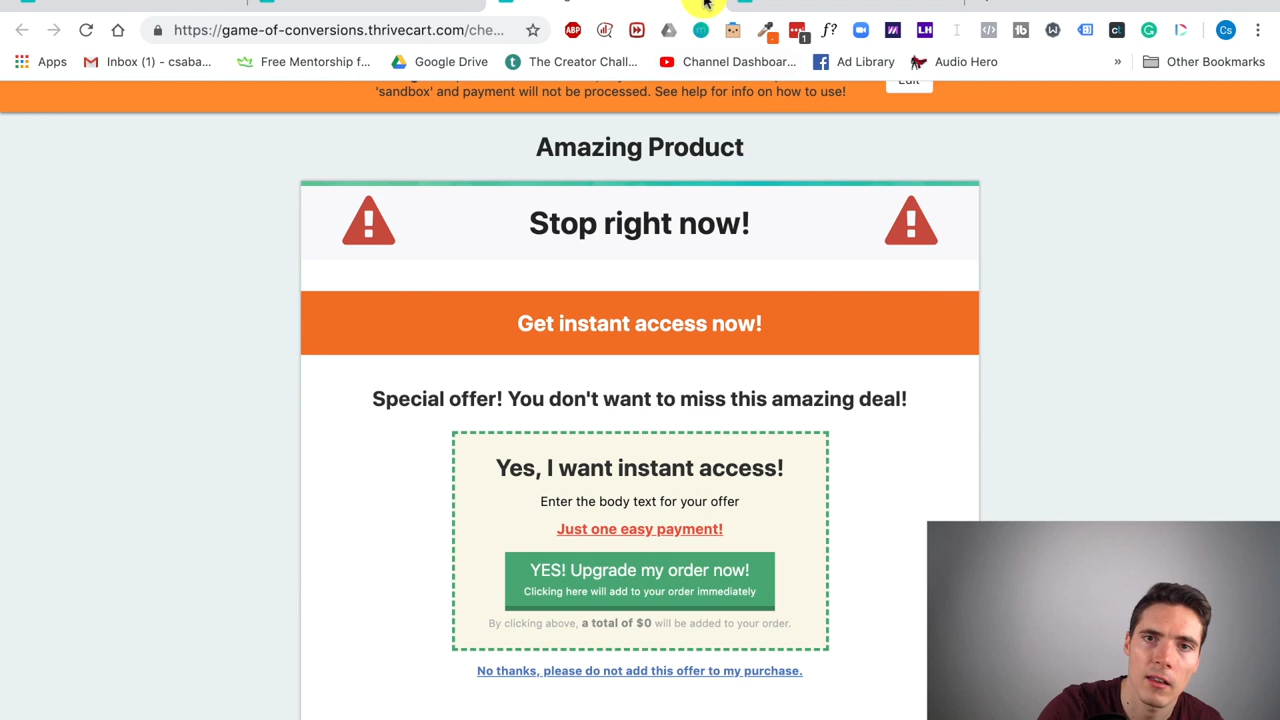 https://game-of-conversions.thrivecart.com/che...
ABP
1
f?
LH
Cs
Apps
Inbox (1) - csaba...
Free Mentorship f...
Google Drive
The Creator Chall...
Channel Dashboar...
Ad Library
Audio Hero
»
Other Bookmarks
'sandbox' and payment will not be processed. See help for info on how to use!
Edit
Amazing Product
Stop right now!
Get instant access now!
Special offer! You don't want to miss this amazing deal!
Yes, I want instant access!
Enter the body text for your offer
Just one easy payment!
YES! Upgrade my order now!
Clicking here will add to your order immediately
By clicking above, a total of $0 will be added to your order.
No thanks, please do not add this offer to my purchase.